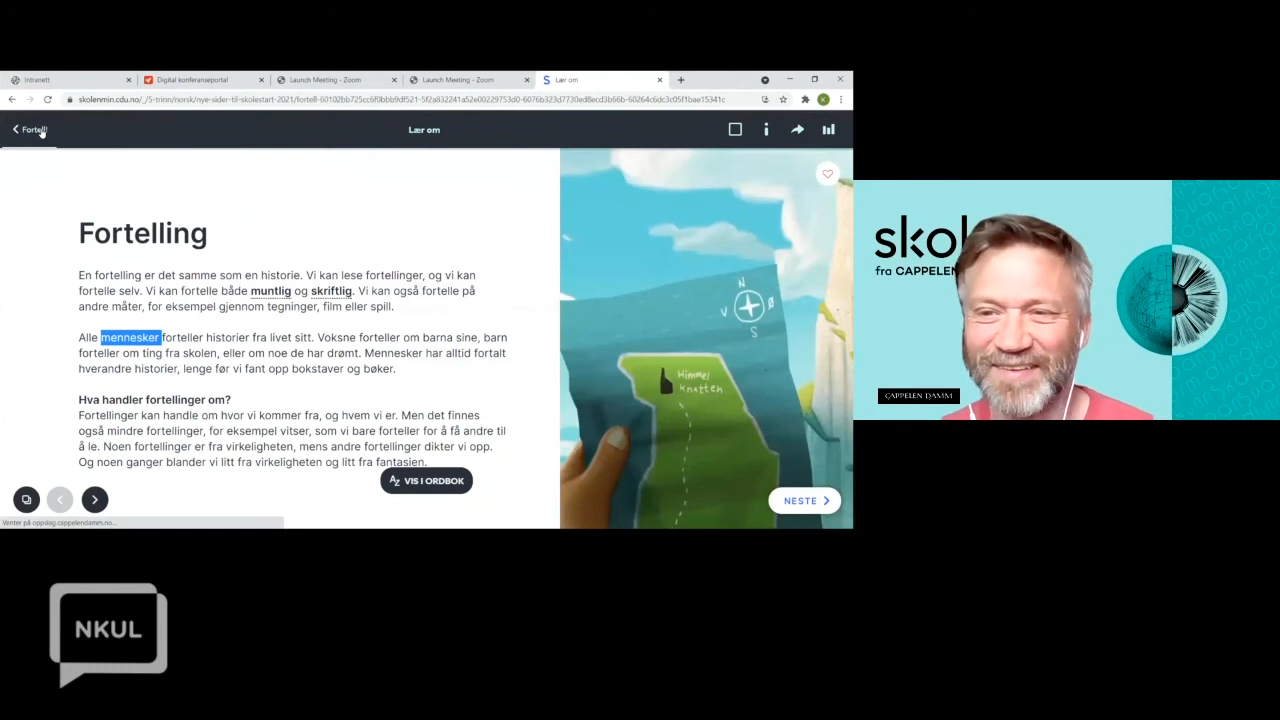 Intranett
Digital konferanseportal
Launch Meeting - Zoom
Launch Meeting - Zoom
Lær om
Fortell!
Lær om
Fortelling
En fortelling er det samme som en historie. Vi kan lese fortellinger, og vi kan
fortelle selv. Vi kan fortelle både muntlig og skriftlig. Vi kan også fortelle på
andre måter, for eksempel gjennom tegninger, film eller spill.
Alle mennesker forteller historier fra livet sitt. Voksne forteller om barna sine, barn
forteller om ting fra skolen, eller om noe de har drømt. Mennesker har alltid fortalt
hverandre historier, lenge før vi fant opp bokstaver og bøker.
Hva handler fortellinger om?
Fortellinger kan handle om hvor vi kommer fra, og hvem vi er. Men det finnes
også mindre fortellinger, for eksempel vitser, som vi bare forteller for å få andre til
å le. Noen fortellinger er fra virkeligheten, mens andre fortellinger dikter vi opp.
Og noen ganger blander vi litt fra virkeligheten og litt fra fantasien.
AZ VIS I ORDBOK
Venter på oppslag.cappelendamm.no...
N
V
Ø
S
Himmel
knatten
NESTE
skol
fra CAPPELEN
CAPPELEN DAMM
NKUL